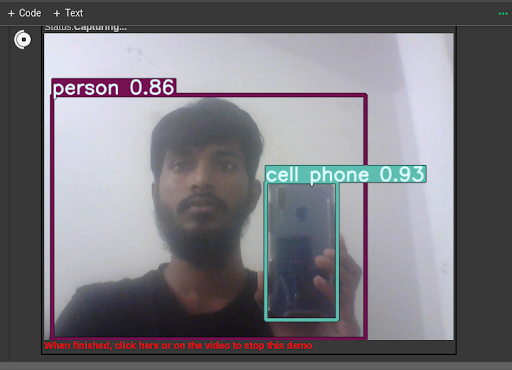 + Code + Text
Status:Capturing...
person 0.86
cell phone 0.93
When finished, click here or on the video to stop this demo